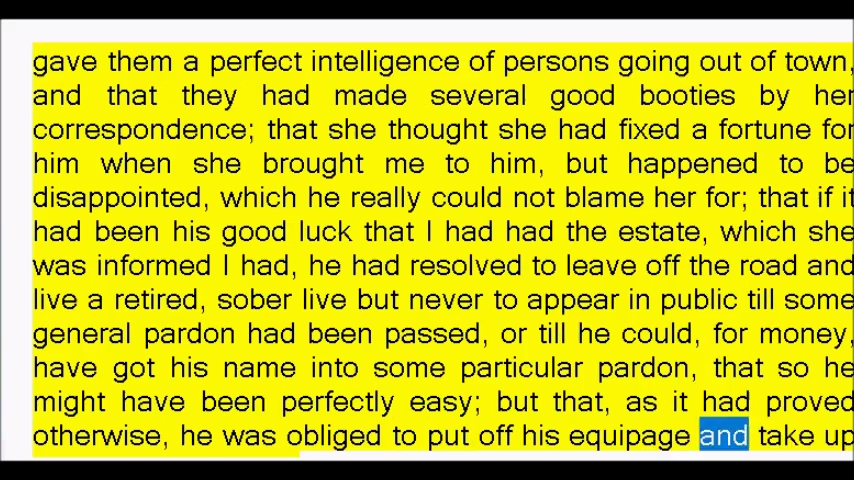 gave them a perfect intelligence of persons going out of town,
and that they had made several good booties by her
correspondence; that she thought she had fixed a fortune for
him when she brought me to him, but happened to be
disappointed, which he really could not blame her for; that if it
had been his good luck that I had had the estate, which she
was informed I had, he had resolved to leave off the road and
live a retired, sober live but never to appear in public till some
general pardon had been passed, or till he could, for money,
have got his name into some particular pardon, that so he
might have been perfectly easy; but that, as it had proved
otherwise, he was obliged to put off his equipage and take up